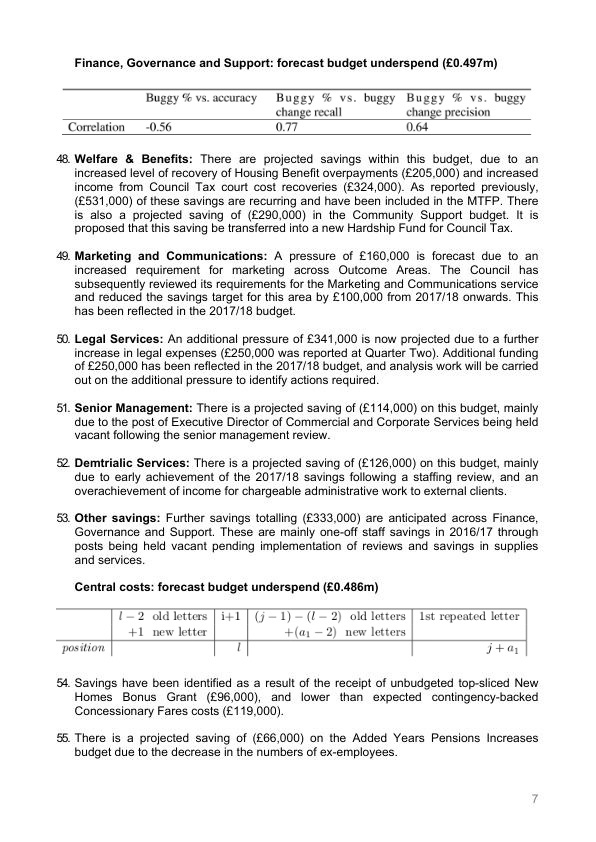 Finance, Governance and Support: forecast budget underspend (£0.497m)
Buggy % vs. accuracy Buggy % vs. buggy Buggy % vs. buggy
change recall change precision
Correlation -0.56 0.77 0.64
48. Welfare & Benefits: There are projected savings within this budget, due to an
increased level of recovery of Housing Benefit overpayments (£205,000) and increased
income from Council Tax court cost recoveries (£324,000). As reported previously,
(£531,000) of these savings are recurring and have been included in the MTFP. There
is also a projected saving of (£290,000) in the Community Support budget. It is
proposed that this saving be transferred into a new Hardship Fund for Council Tax.
49. Marketing and Communications: A pressure of £160,000 is forecast due to an
increased requirement for marketing across Outcome Areas. The Council has
subsequently reviewed its requirements for the Marketing and Communications service
and reduced the savings target for this area by £100,000 from 2017/18 onwards. This
has been reflected in the 2017/18 budget.
50. Legal Services: An additional pressure of £341,000 is now projected due to a further
increase in legal expenses (£250,000 was reported at Quarter Two). Additional funding
of £250,000 has been reflected in the 2017/18 budget, and analysis work will be carried
out on the additional pressure to identify actions required.
51. Senior Management: There is a projected saving of (£114,000) on this budget, mainly
due to the post of Executive Director of Commercial and Corporate Services being held
vacant following the senior management review.
52. Demtrialic Services: There is a projected saving of (£126,000) on this budget, mainly
due to early achievement of the 2017/18 savings following a staffing review, and an
overachievement of income for chargeable administrative work to external clients.
53. Other savings: Further savings totalling (£333,000) are anticipated across Finance,
Governance and Support. These are mainly one-off staff savings in 2016/17 through
posts being held vacant pending implementation of reviews and savings in supplies
and services.
Central costs: forecast budget underspend (£0.486m)
l − 2 old letters i+1 (j − 1) − (l − 2) old letters 1st repeated letter
+1 new letter +(a₁ − 2) new letters
position l j + a₁
54. Savings have been identified as a result of the receipt of unbudgeted top-sliced New
Homes Bonus Grant (£96,000), and lower than expected contingency-backed
Concessionary Fares costs (£119,000).
55. There is a projected saving of (£66,000) on the Added Years Pensions Increases
budget due to the decrease in the numbers of ex-employees.
7